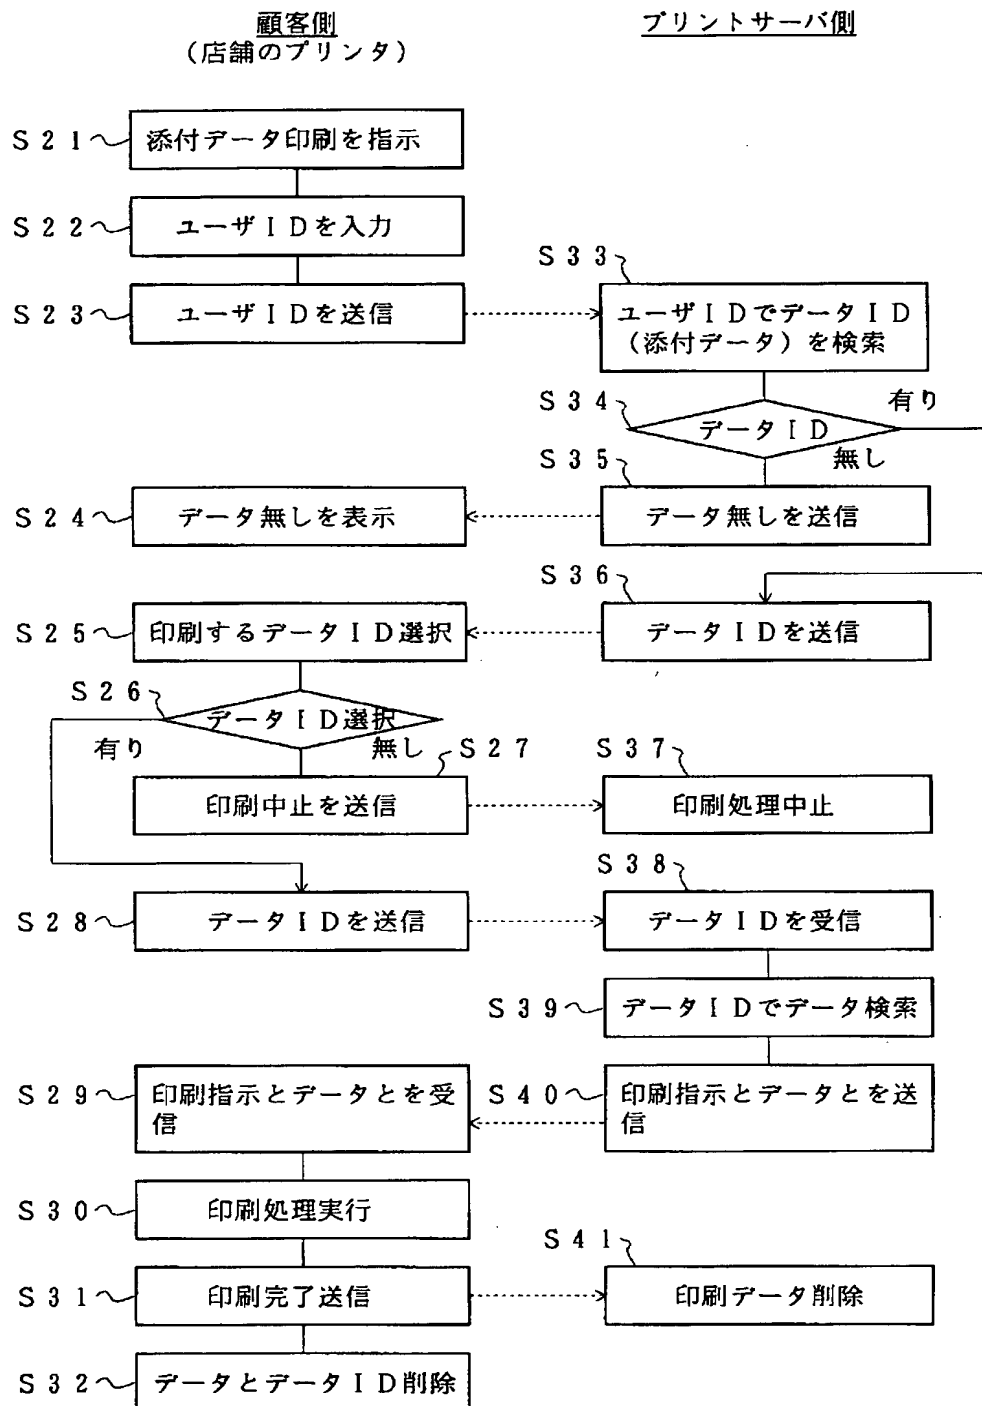 顧客側
(店舗のプリンタ)
プリントサーバ側
S21
添付データ印刷を指示
S22
ユーザIDを入力
S33
S23
ユーザIDを送信
ユーザIDでデータID
(添付データ)を検索
S34
有り
データID
S35
無し
S24
データ無しを表示
データ無しを送信
S36
S25
印刷するデータID選択
データIDを送信
S26
データID選択
有り
無し
S27
S37
印刷中止を送信
印刷処理中止
S38
S28
データIDを送信
データIDを受信
S39
データIDでデータ検索
S29
印刷指示とデータとを受
信
S40
印刷指示とデータとを送
信
S30
印刷処理実行
S41
S31
印刷完了送信
印刷データ削除
S32
データとデータID削除